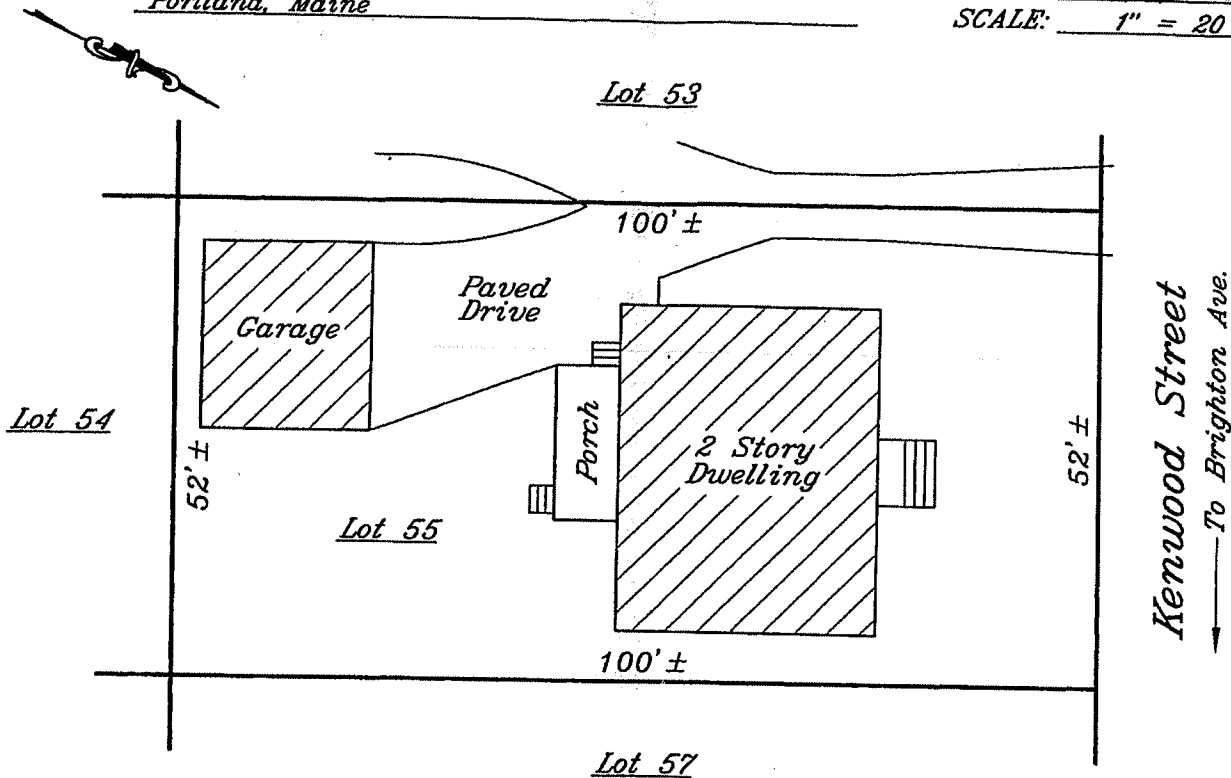 Portland, Maine
SCALE: 1" = 20
Lot 53
100' ±
Paved
Drive
Garage
Kenwood Street
To Brighton Ave.
Lot 54
52' ±
Porch
2 Story
Dwelling
52' ±
Lot 55
100' ±
Lot 57